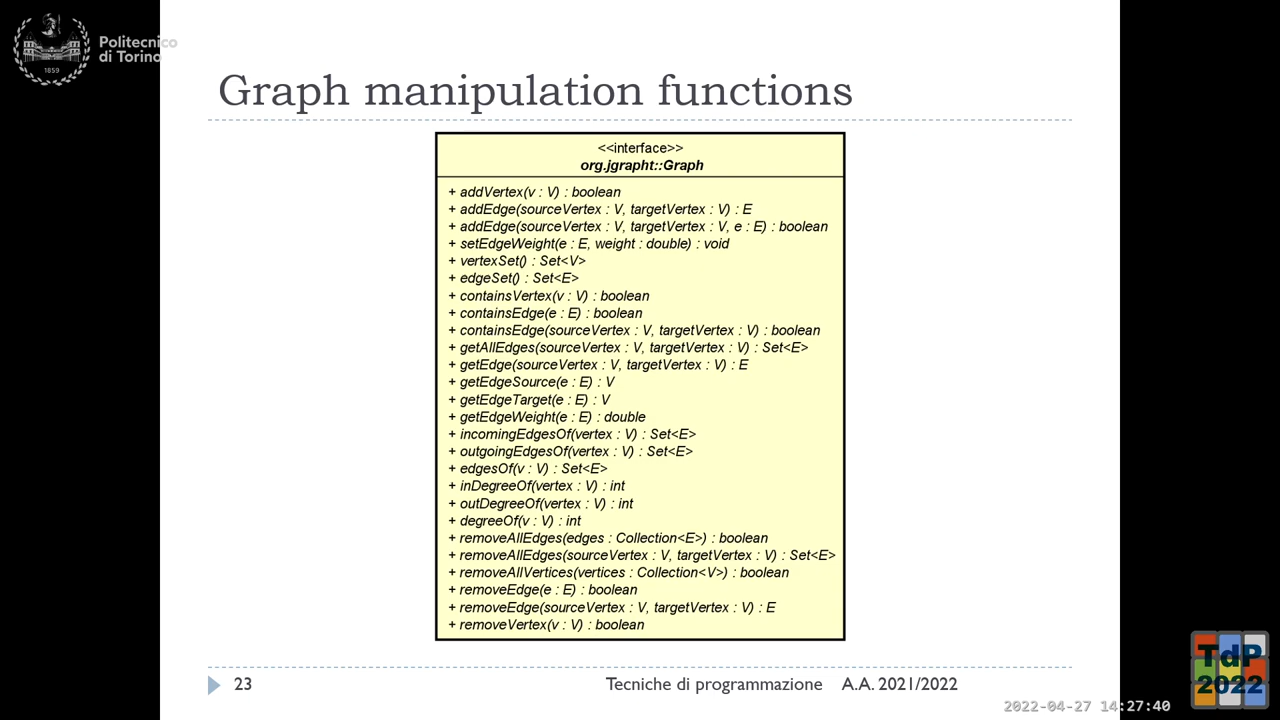 Politecnico
di Torino
1859
Graph manipulation functions
<<interface>>
org.jgrapht::Graph
+ addVertex(v : V) : boolean
+ addEdge(sourceVertex : V, targetVertex : V) : E
+ addEdge(sourceVertex : V, targetVertex : V, e : E) : boolean
+ setEdgeWeight(e : E, weight : double) : void
+ vertexSet() : Set<V>
+ edgeSet() : Set<E>
+ containsVertex(v : V) : boolean
+ containsEdge(e : E) : boolean
+ containsEdge(sourceVertex : V, targetVertex : V) : boolean
+ getAllEdges(sourceVertex : V, targetVertex : V) : Set<E>
+ getEdge(sourceVertex : V, targetVertex : V) : E
+ getEdgeSource(e : E) : V
+ getEdgeTarget(e : E) : V
+ getEdgeWeight(e : E) : double
+ incomingEdgesOf(vertex : V) : Set<E>
+ outgoingEdgesOf(vertex : V) : Set<E>
+ edgesOf(v : V) : Set<E>
+ inDegreeOf(vertex : V) : int
+ outDegreeOf(vertex : V) : int
+ degreeOf(v : V) : int
+ removeAllEdges(edges : Collection<E>) : boolean
+ removeAllEdges(sourceVertex : V, targetVertex : V) : Set<E>
+ removeAllVertices(vertices : Collection<V>) : boolean
+ removeEdge(e : E) : boolean
+ removeEdge(sourceVertex : V, targetVertex : V) : E
+ removeVertex(v : V) : boolean
23
Tecniche di programmazione A.A. 2021/2022
2022-04-27 14:27:40
TdP
2022